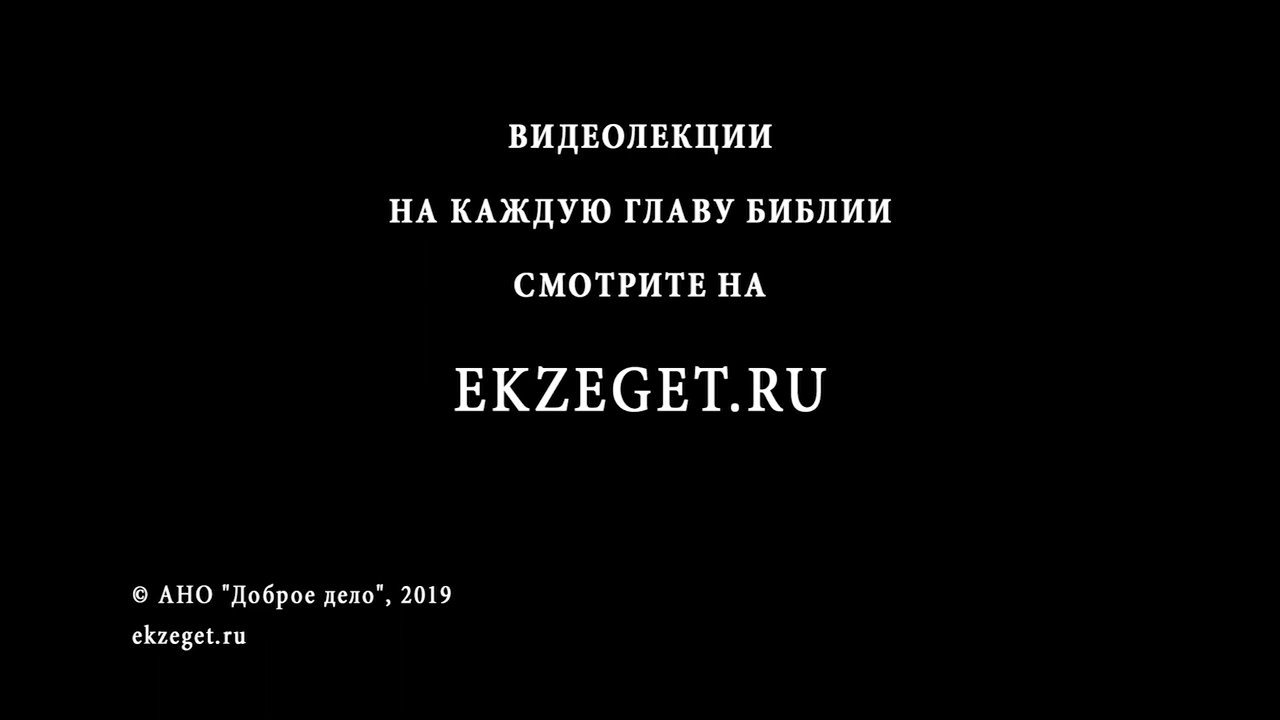 ВИДЕОЛЕКЦИИ
НА КАЖДУЮ ГЛАВУ БИБЛИИ
СМОТРИТЕ НА
EKZEGET.RU
© АНО "Доброе дело", 2019
ekzeget.ru